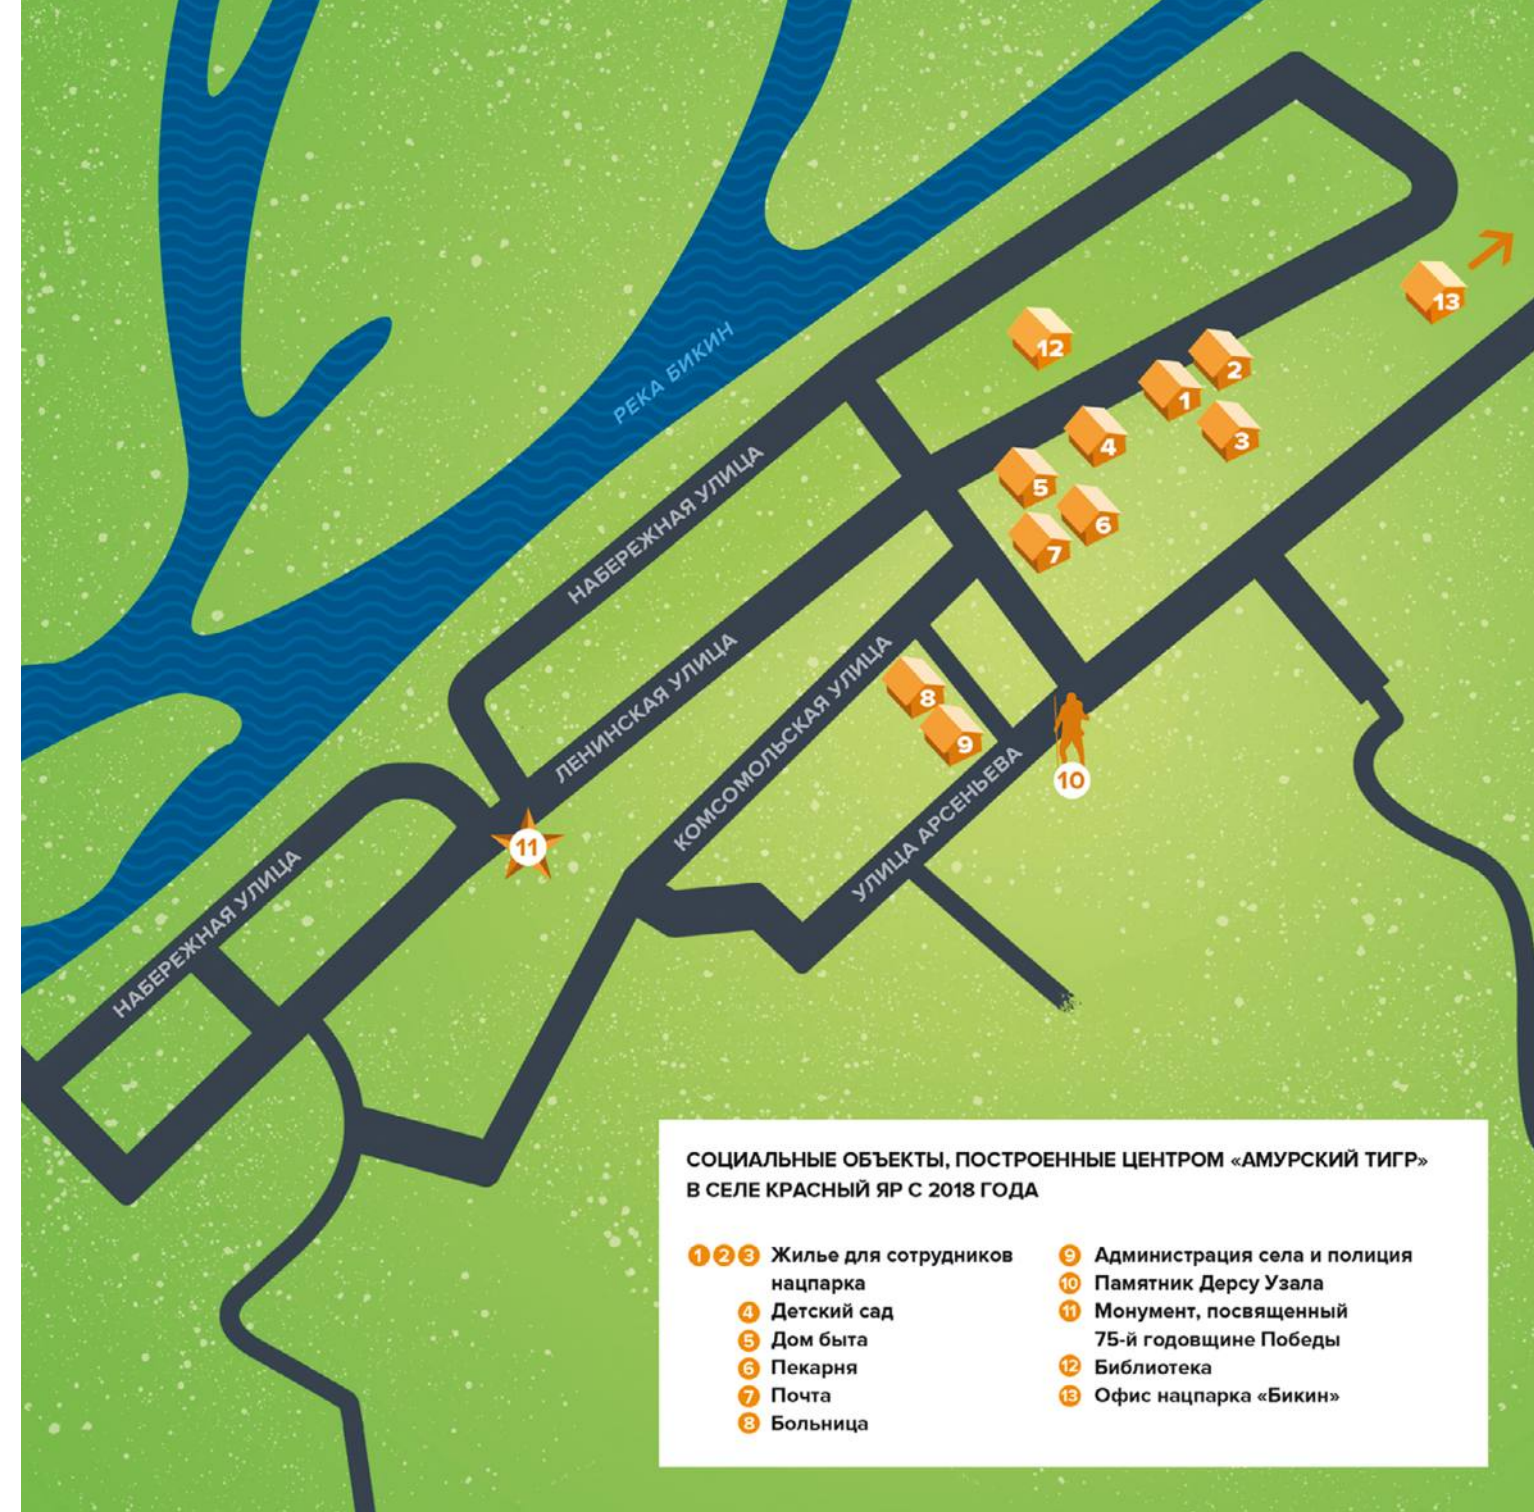 РЕКА БИКИН
НАБЕРЕЖНАЯ УЛИЦА
ЛЕНИНСКАЯ УЛИЦА
КОМСОМОЛЬСКАЯ УЛИЦА
УЛИЦА АРСЕНЬЕВА
НАБЕРЕЖНАЯ УЛИЦА
13
12
2
1
3
4
5
6
7
8
9
10
11
СОЦИАЛЬНЫЕ ОБЪЕКТЫ, ПОСТРОЕННЫЕ ЦЕНТРОМ «АМУРСКИЙ ТИГР»
В СЕЛЕ КРАСНЫЙ ЯР С 2018 ГОДА
1 2 3 Жилье для сотрудников
нацпарка
4 Детский сад
5 Дом быта
6 Пекарня
7 Почта
8 Больница
9 Администрация села и полиция
10 Памятник Дерсу Узала
11 Монумент, посвященный
75-й годовщине Победы
12 Библиотека
13 Офис нацпарка «Бикин»